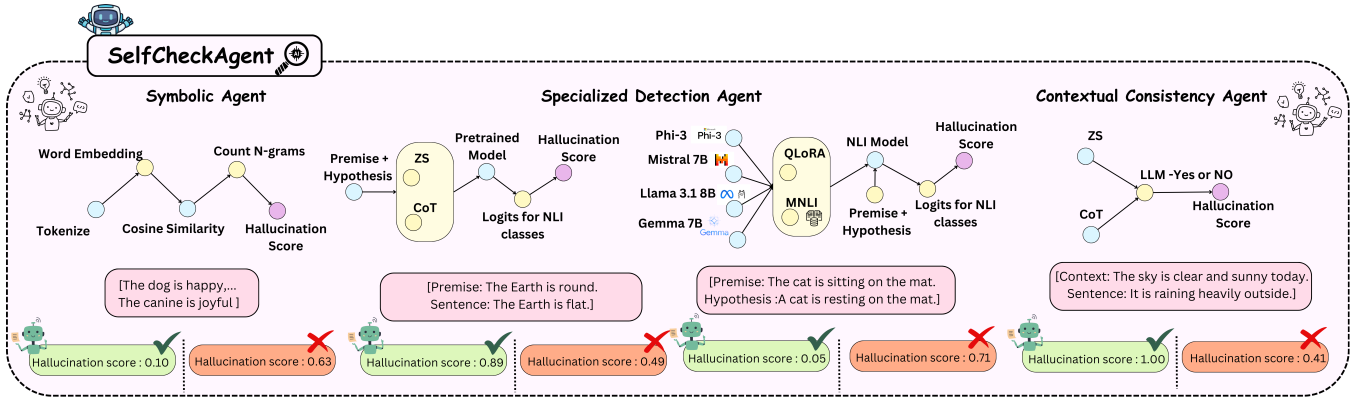 SelfCheckAgent
Symbolic Agent
Word Embedding
Count N-grams
Tokenize
Cosine Similarity
Hallucination
Score
[The dog is happy,...
The canine is joyful ]
Hallucination score : 0.10
Hallucination score : 0.63
Specialized Detection Agent
Premise +
Hypothesis
ZS
CoT
Pretrained
Model
Hallucination
Score
Logits for NLI
classes
[Premise: The Earth is round.
Sentence: The Earth is flat.]
Hallucination score : 0.89
Hallucination score : 0.49
Phi-3
Phi-3
Mistral 7B
Llama 3.1 8B
Gemma 7B
Gemma
QLoRA
MNLI
NLI Model
Premise +
Hypothesis
Hallucination
Score
Logits for NLI
classes
[Premise: The cat is sitting on the mat.
Hypothesis :A cat is resting on the mat.]
Hallucination score : 0.05
Hallucination score : 0.71
Contextual Consistency Agent
ZS
CoT
LLM -Yes or NO
Hallucination
Score
[Context: The sky is clear and sunny today.
Sentence: It is raining heavily outside.]
Hallucination score : 1.00
Hallucination score : 0.41